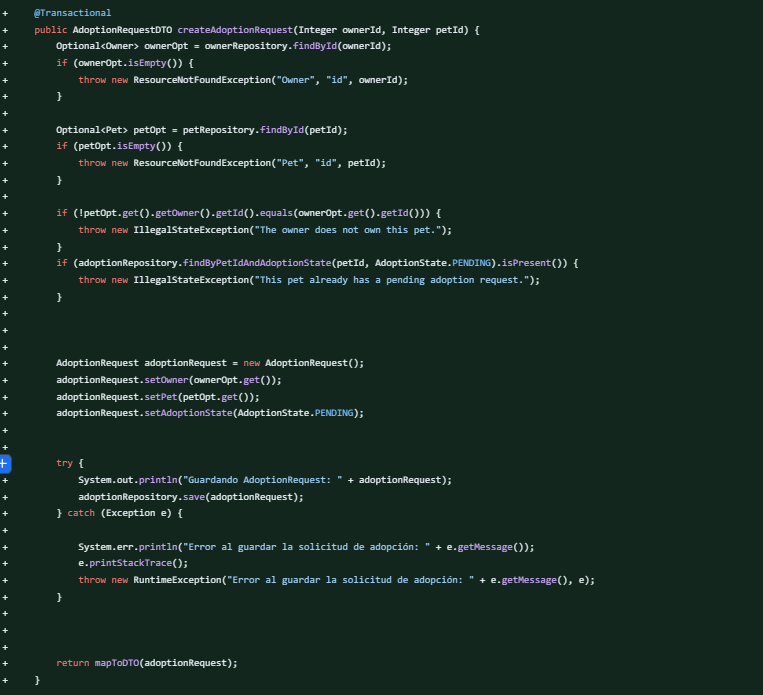 + @Transactional
+ public AdoptionRequestDTO createAdoptionRequest(Integer ownerId, Integer petId) {
+ Optional<Owner> ownerOpt = ownerRepository.findById(ownerId);
+ if (ownerOpt.isEmpty()) {
+ throw new ResourceNotFoundException("Owner", "id", ownerId);
+ }
+
+ Optional<Pet> petOpt = petRepository.findById(petId);
+ if (petOpt.isEmpty()) {
+ throw new ResourceNotFoundException("Pet", "id", petId);
+ }
+
+ if (!petOpt.get().getOwner().getId().equals(ownerOpt.get().getId())) {
+ throw new IllegalStateException("The owner does not own this pet.");
+ }
+ if (adoptionRepository.findByPetIdAndAdoptionState(petId, AdoptionState.PENDING).isPresent()) {
+ throw new IllegalStateException("This pet already has a pending adoption request.");
+ }
+
+
+
+ AdoptionRequest adoptionRequest = new AdoptionRequest();
+ adoptionRequest.setOwner(ownerOpt.get());
+ adoptionRequest.setPet(petOpt.get());
+ adoptionRequest.setAdoptionState(AdoptionState.PENDING);
+
+
+ try {
+ System.out.println("Guardando AdoptionRequest: " + adoptionRequest);
+ adoptionRepository.save(adoptionRequest);
+ } catch (Exception e) {
+
+ System.err.println("Error al guardar la solicitud de adopción: " + e.getMessage());
+ e.printStackTrace();
+ throw new RuntimeException("Error al guardar la solicitud de adopción: " + e.getMessage(), e);
+ }
+
+
+
+ return mapToDTO(adoptionRequest);
+ }